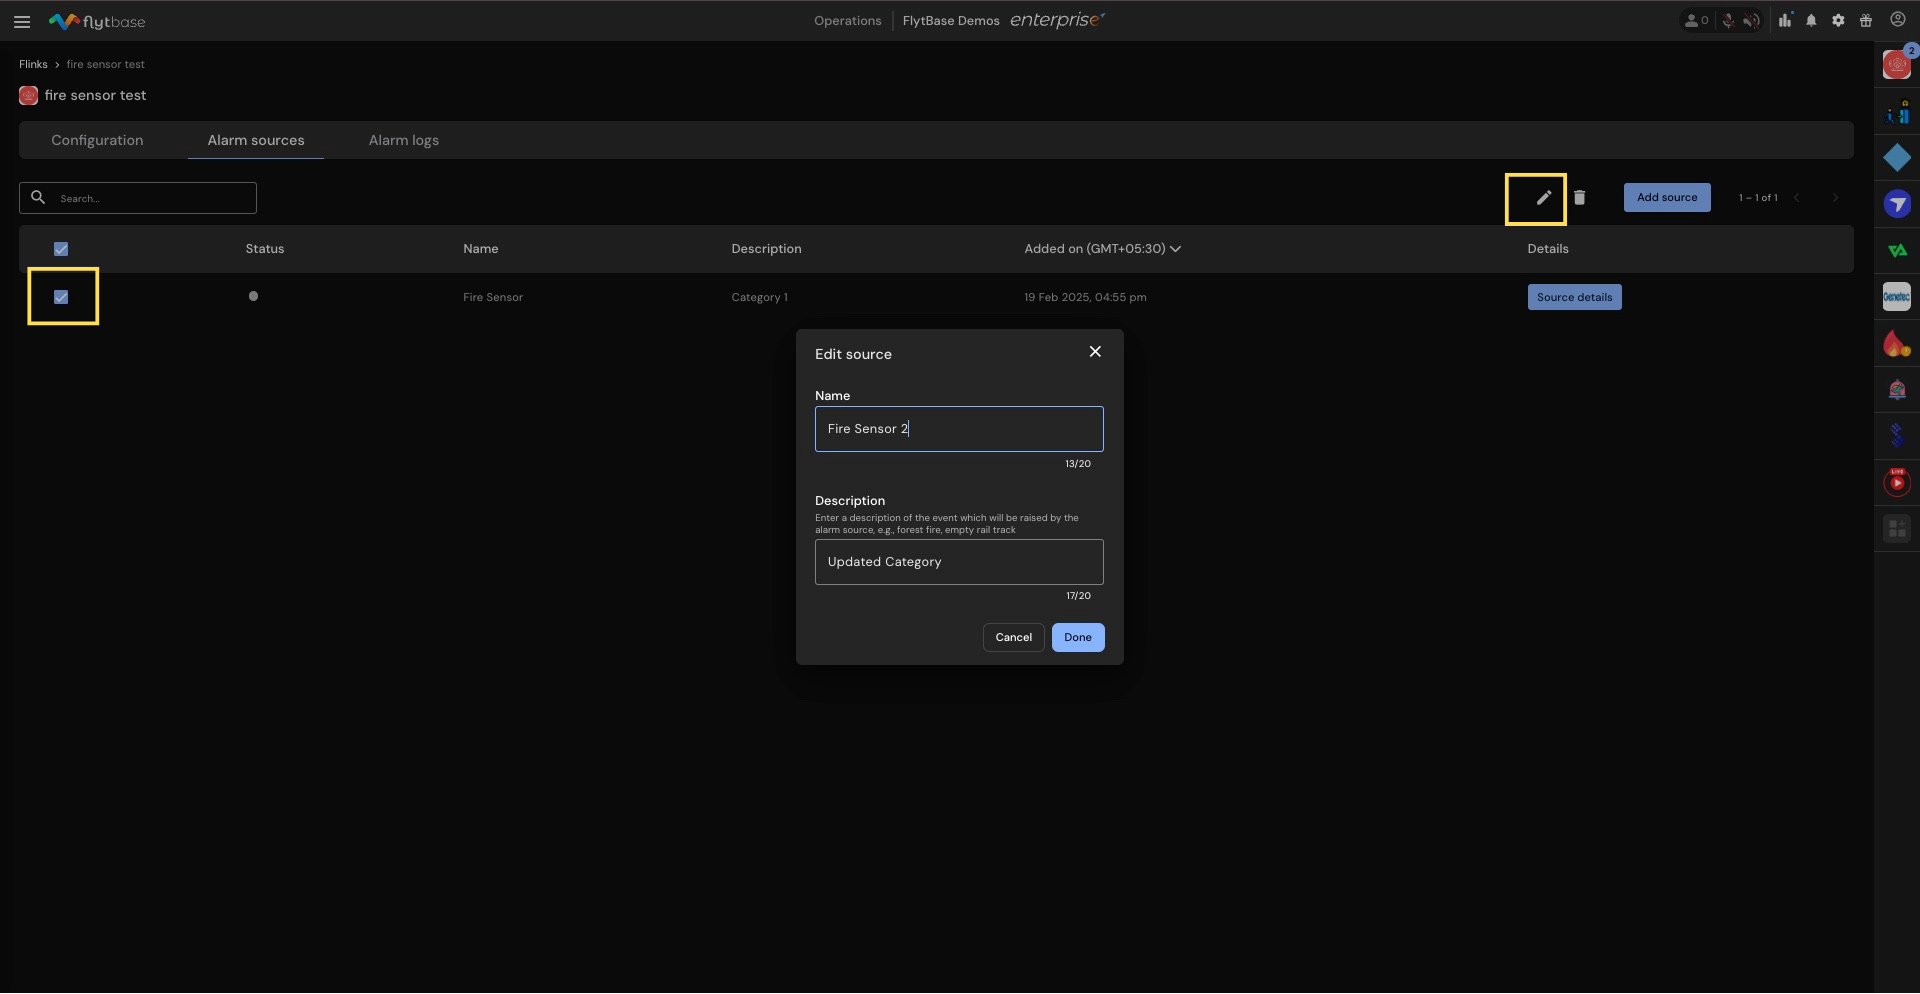 flytbase
Operations
FlytBase Demos
enterprise
0
Flinks > fire sensor test
2
fire sensor test
Configuration
Alarm sources
Alarm logs
Search...
Add source
1 – 1 of 1
Status
Name
Description
Added on (GMT+05:30)
Details
Fire Sensor
Category 1
19 Feb 2025, 04:55 pm
Source details
Genetec
Edit source
Name
Fire Sensor 2
13/20
LIVE
Description
Enter a description of the event which will be raised by the
alarm source, e.g., forest fire, empty rail track
Updated Category
17/20
Cancel
Done